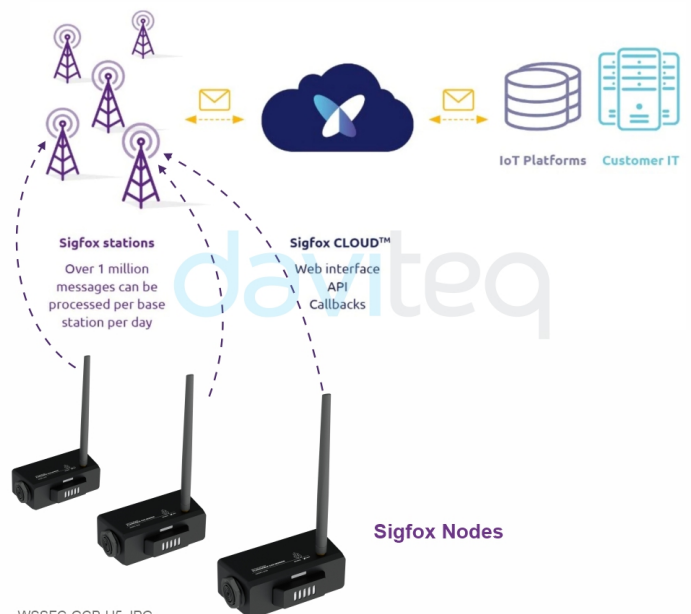 IoT Platforms
Customer IT
Sigfox stations
Over 1 million
messages can be
processed per base
station per day
Sigfox CLOUD™
Web interface
API
Callbacks
daviteq
Sigfox Nodes